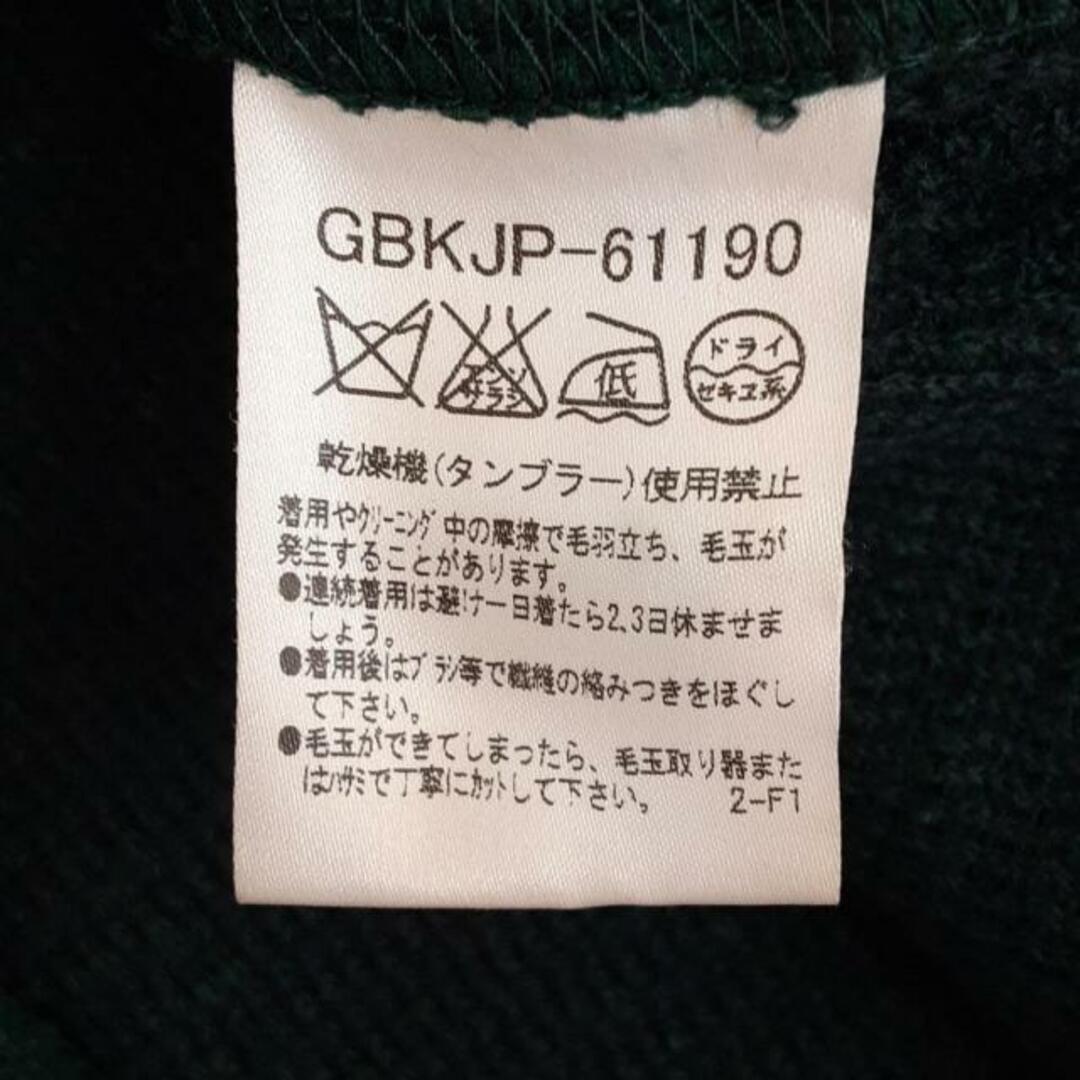 GBKJP-61190
エンソ
サラシ
低
ドライ
セキユ系
乾燥機(タンブラー)使用禁止
着用やクリーニング中の摩擦で毛羽立ち、毛玉が
発生することがあります。
●連続着用は避け一日着たら2、3日休ませま
しょう。
●着用後はブラシ等で繊維の絡みつきをほぐし
て下さい。
●毛玉ができてしまったら、毛玉取り器また
はハサミで丁寧にカットして下さい。 2-F1